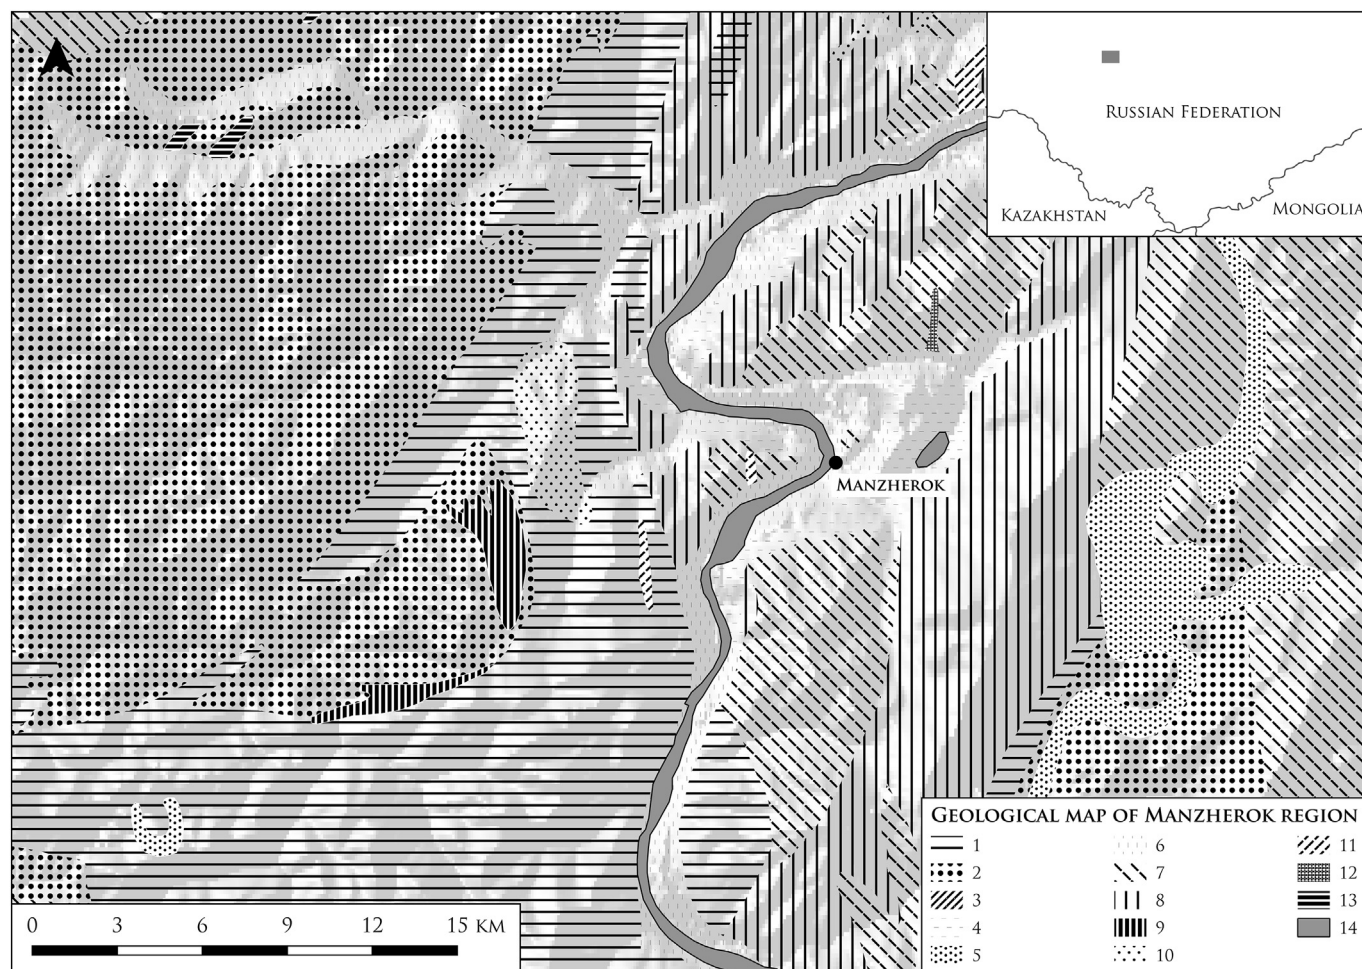 RUSSIAN FEDERATION
KAZAKHSTAN
MONGOLIA
MANZHEROK
GEOLOGICAL MAP OF MANZHEROK REGION
1 6 11
2 7 12
3 8 13
4 9 14
5 10
0 3 6 9 12 15 KM